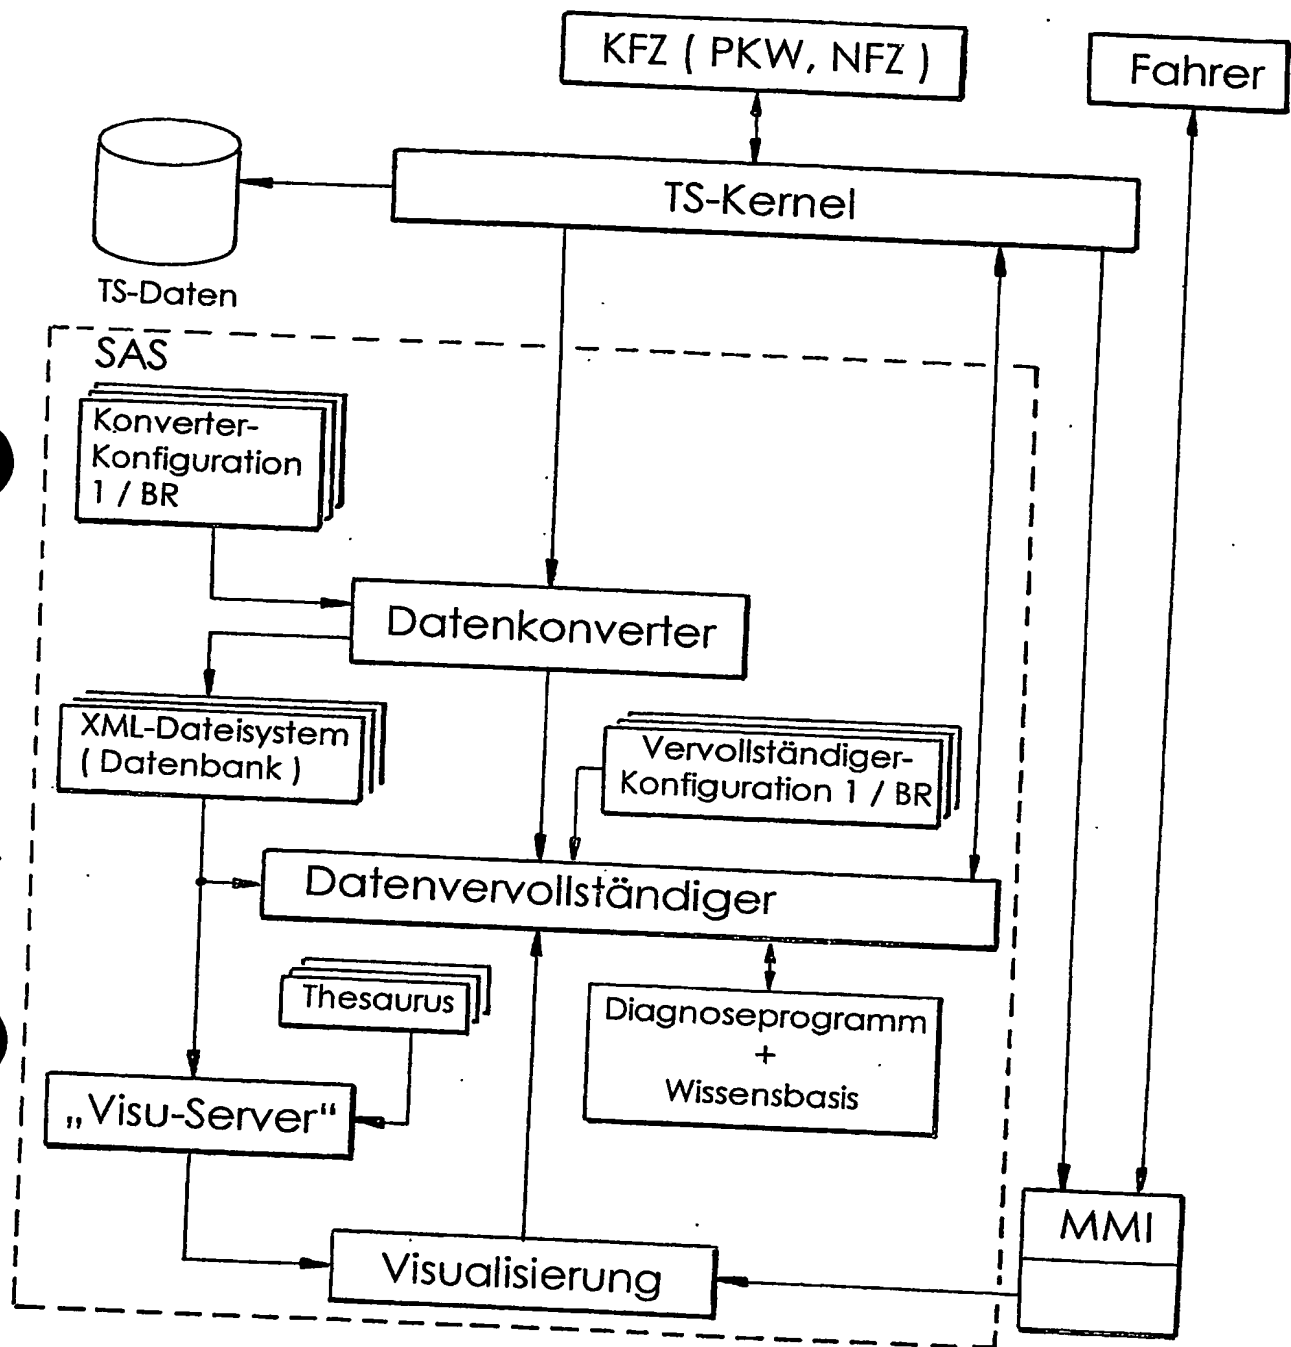 KFZ ( PKW, NFZ )
Fahrer
TS-Kernel
TS-Daten
SAS
Konverter-
Konfiguration
1 / BR
Datenkonverter
XML-Dateisystem
( Datenbank )
Vervollständiger-
Konfiguration 1 / BR
Datenvervollständiger
Thesaurus
Diagnoseprogramm
+
Wissensbasis
„Visu-Server“
MMI
Visualisierung